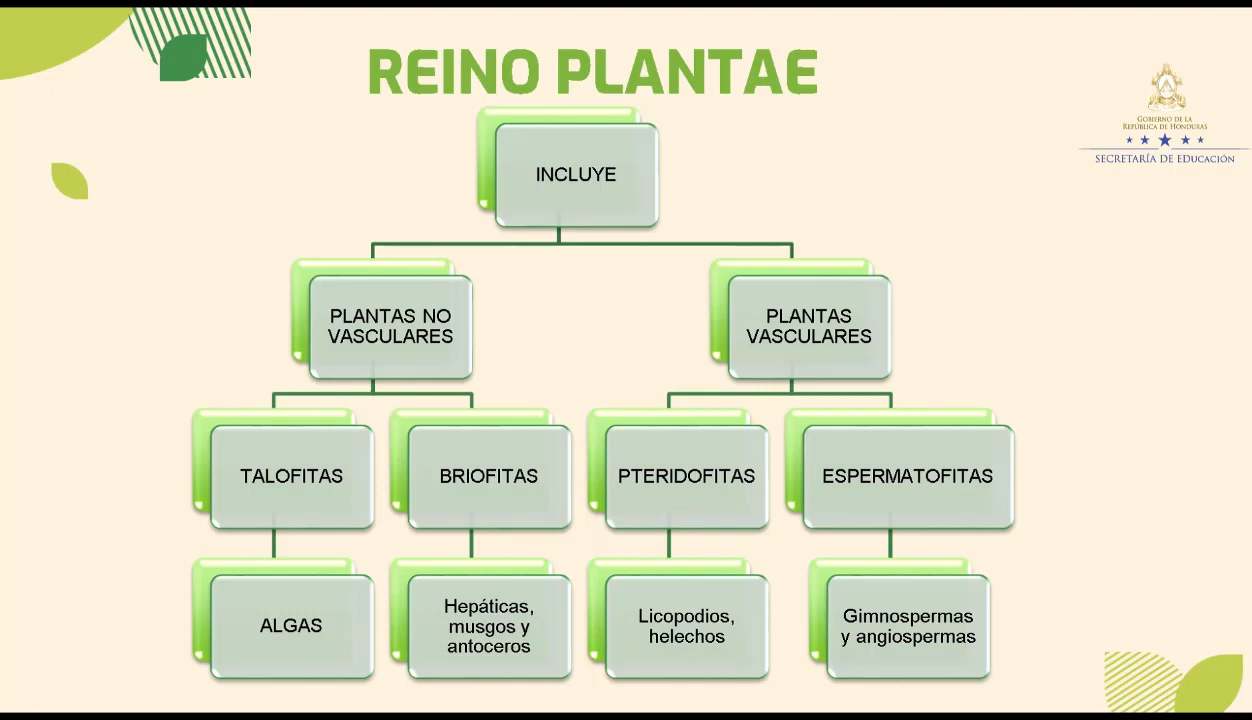 REINO PLANTAE
GOBIERNO DE LA
REPÚBLICA DE HONDURAS
SECRETARÍA DE EDUCACIÓN
INCLUYE
PLANTAS NO
VASCULARES
PLANTAS
VASCULARES
TALOFITAS
BRIOFITAS
PTERIDOFITAS
ESPERMATOFITAS
ALGAS
Hepáticas,
musgos y
antoceros
Licopodios,
helechos
Gimnospermas
y angiospermas